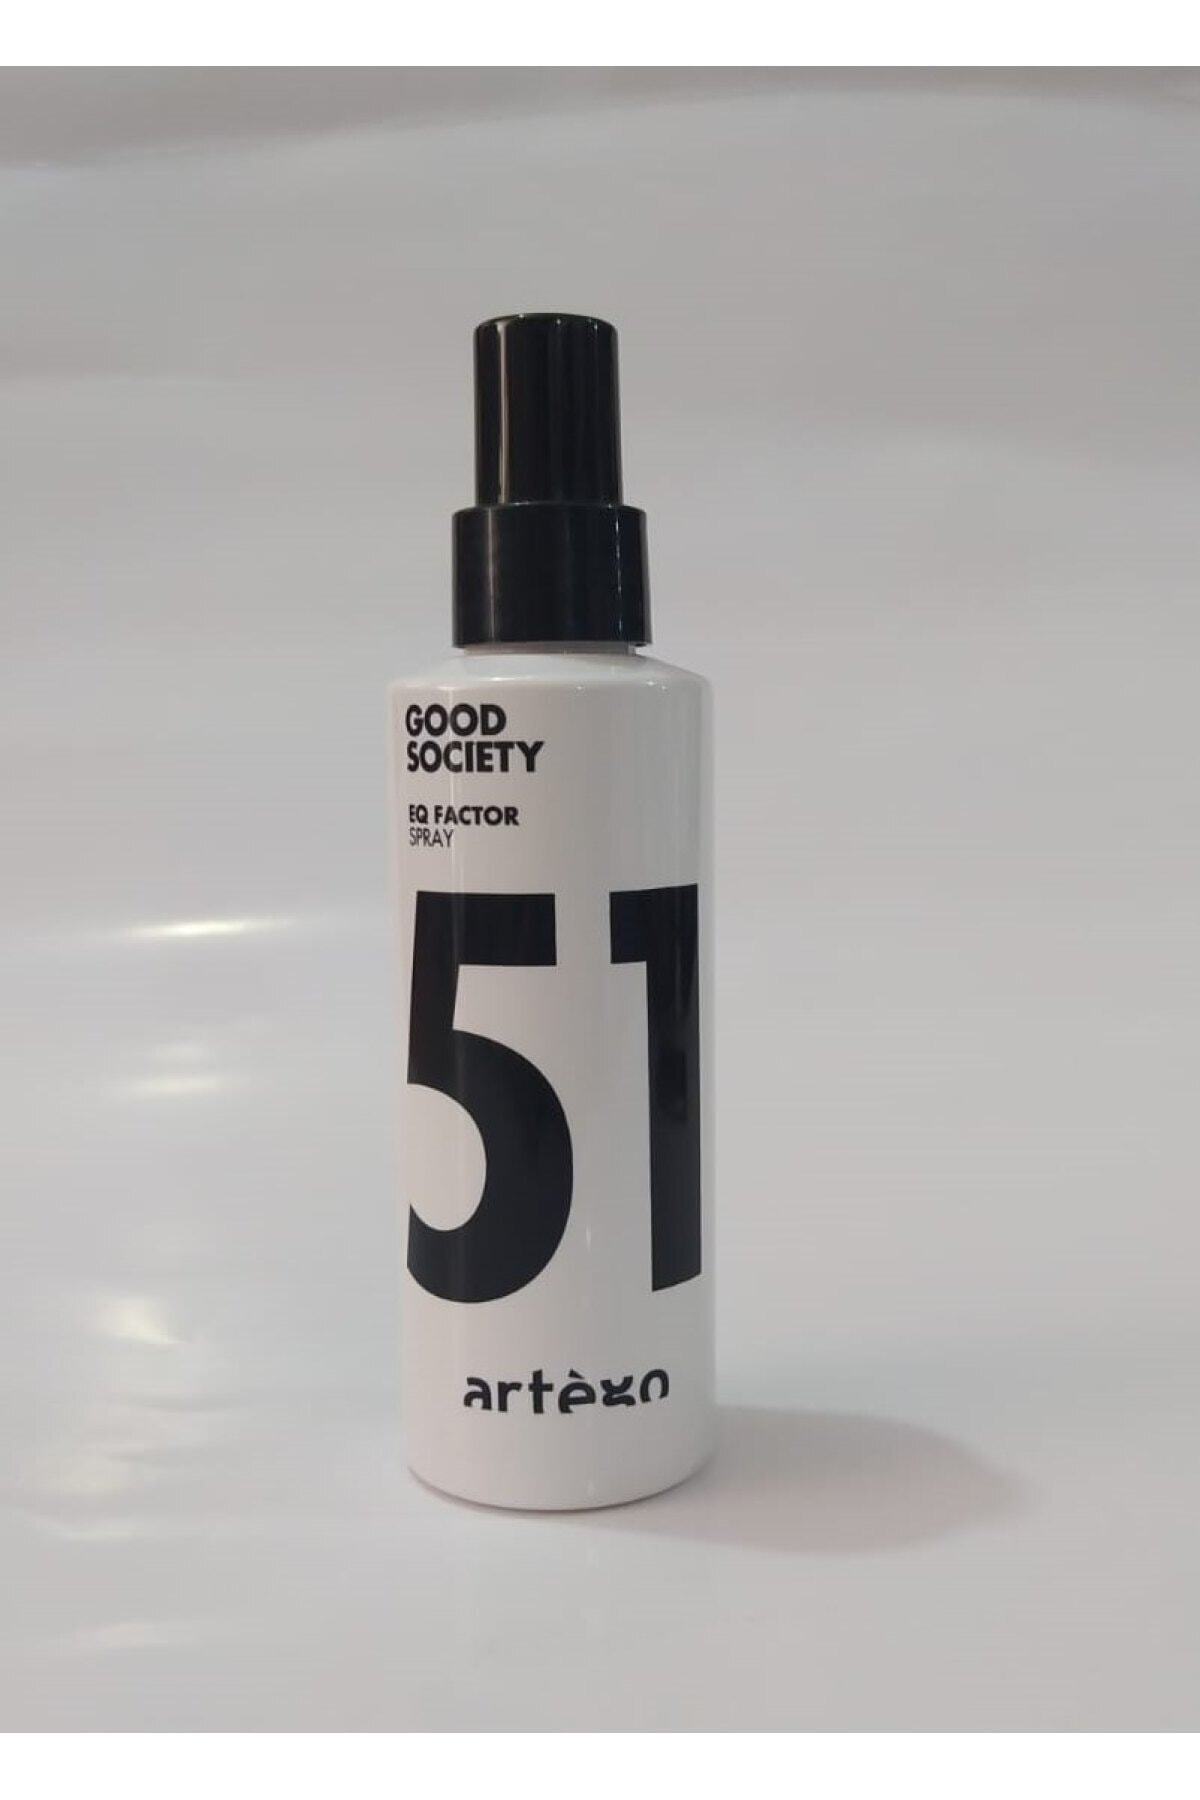 GOOD
SOCIETY
EQ FACTOR
SPRAY
51
artègo